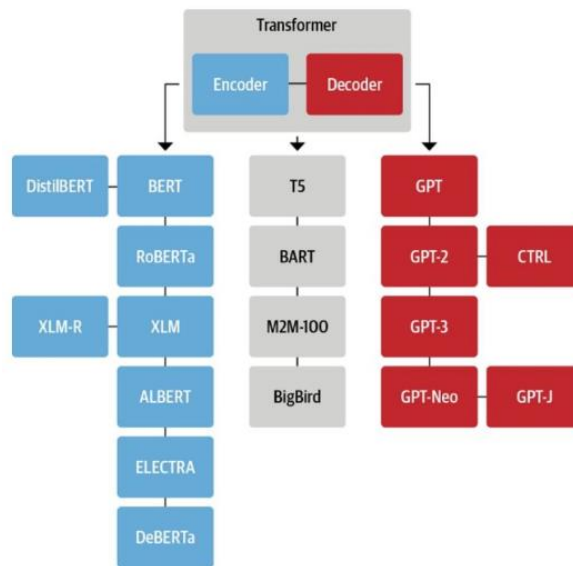 Transformer
Encoder
Decoder
DistilBERT
BERT
T5
GPT
RoBERTa
BART
GPT-2
CTRL
XLM-R
XLM
M2M-100
GPT-3
ALBERT
BigBird
GPT-Neo
GPT-J
ELECTRA
DeBERTa